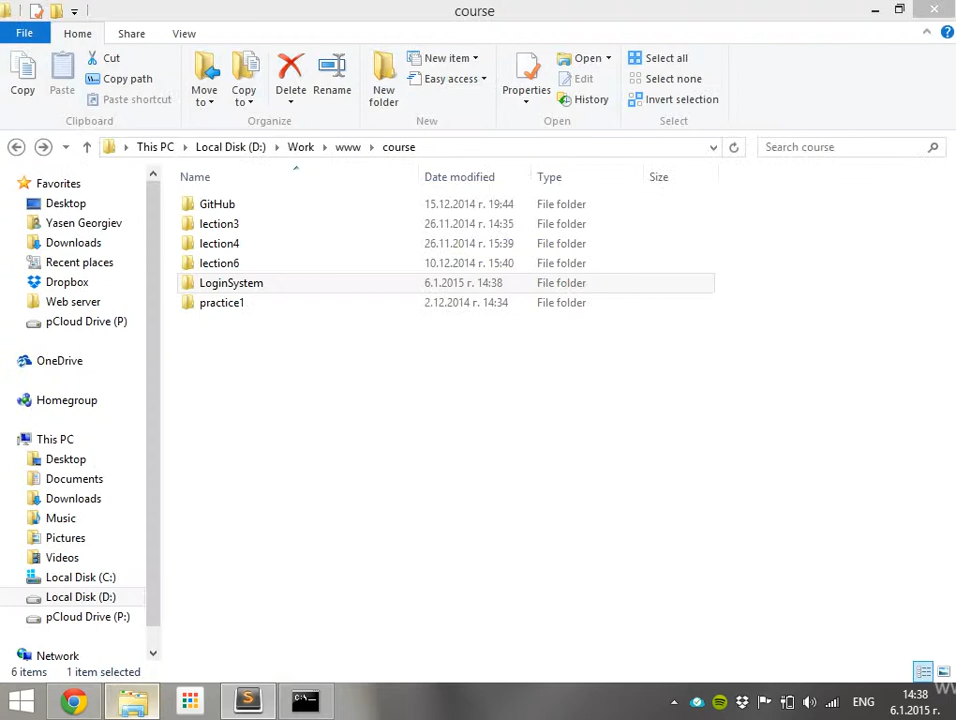 course
File Home Share View
Copy
Paste
Cut
Copy path
Paste shortcut
Clipboard
Move to
Copy to
Delete
Rename
Organize
New folder
New item
Easy access
New
Properties
Open
Edit
History
Open
Select all
Select none
Invert selection
Select
This PC Local Disk (D:) Work www course
Search course
Name Date modified Type Size
GitHub 15.12.2014 г. 19:44 File folder
lection3 26.11.2014 г. 14:35 File folder
lection4 26.11.2014 г. 15:39 File folder
lection6 10.12.2014 г. 15:40 File folder
LoginSystem 6.1.2015 г. 14:38 File folder
practice1 2.12.2014 г. 14:34 File folder
Favorites
Desktop
Yasen Georgiev
Downloads
Recent places
Dropbox
Web server
pCloud Drive (P)
OneDrive
Homegroup
This PC
Desktop
Documents
Downloads
Music
Pictures
Videos
Local Disk (C:)
Local Disk (D:)
pCloud Drive (P:)
Network
6 items 1 item selected
C:\
ENG
14:38
6.1.2015 г.